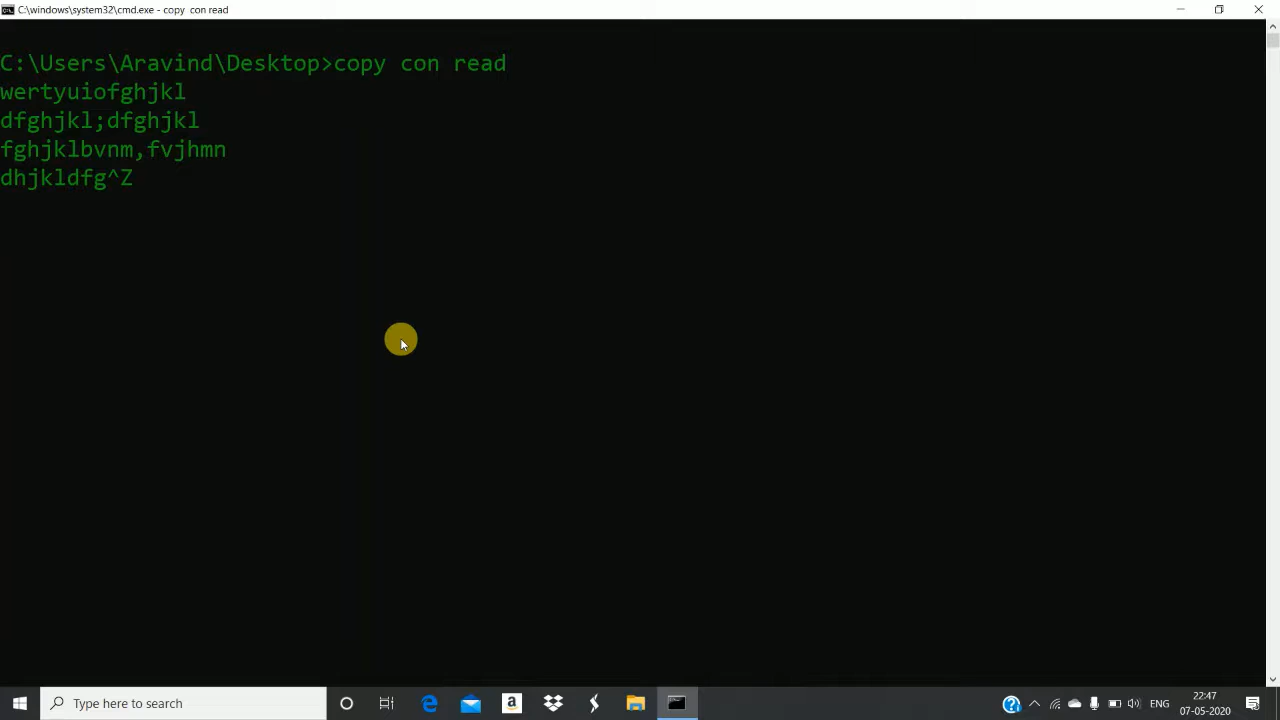 C:\windows\system32\cmd.exe - copy  con read
C:\Users\Aravind\Desktop>copy con read
wertyuiofghjkl
dfghjkl;dfghjkl
fghjklbvnm,fvjhmn
dhjkldfg^Z
Type here to search
ENG
22:47
07-05-2020